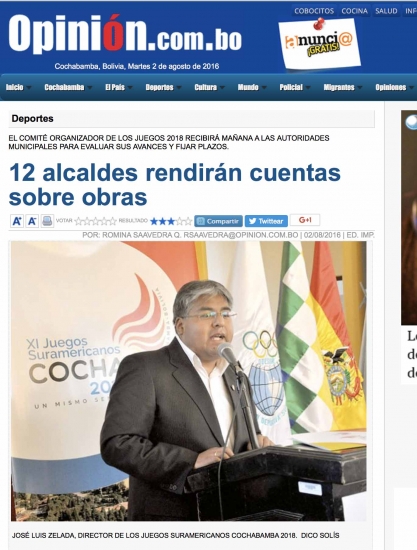 COBOCITOS COCINA SALUD INF
Opinión.com.bo
anunci@
¡GRATIS!
Cochabamba, Bolivia, Martes 2 de agosto de 2016
Inicio Cochabamba El País Deportes Cultura Mundo Policial Migrantes Opiniones
Deportes
EL COMITÉ ORGANIZADOR DE LOS JUEGOS 2018 RECIBIRÁ MAÑANA A LAS AUTORIDADES
MUNICIPALES PARA EVALUAR SUS AVANCES Y FIJAR PLAZOS.
12 alcaldes rendirán cuentas
sobre obras
A+ A- VOTAR RESULTADO Compartir Twittear G+1
POR: ROMINA SAAVEDRA Q. RSAAVEDRA@OPINION.COM.BO | 02/08/2016 | ED. IMP.
XI Juegos
Suramericanos
COCHA
20
UN MISMO SE
L
de
de
JOSÉ LUIS ZELADA, DIRECTOR DE LOS JUEGOS SURAMERICANOS COCHABAMBA 2018. DICO SOLÍS